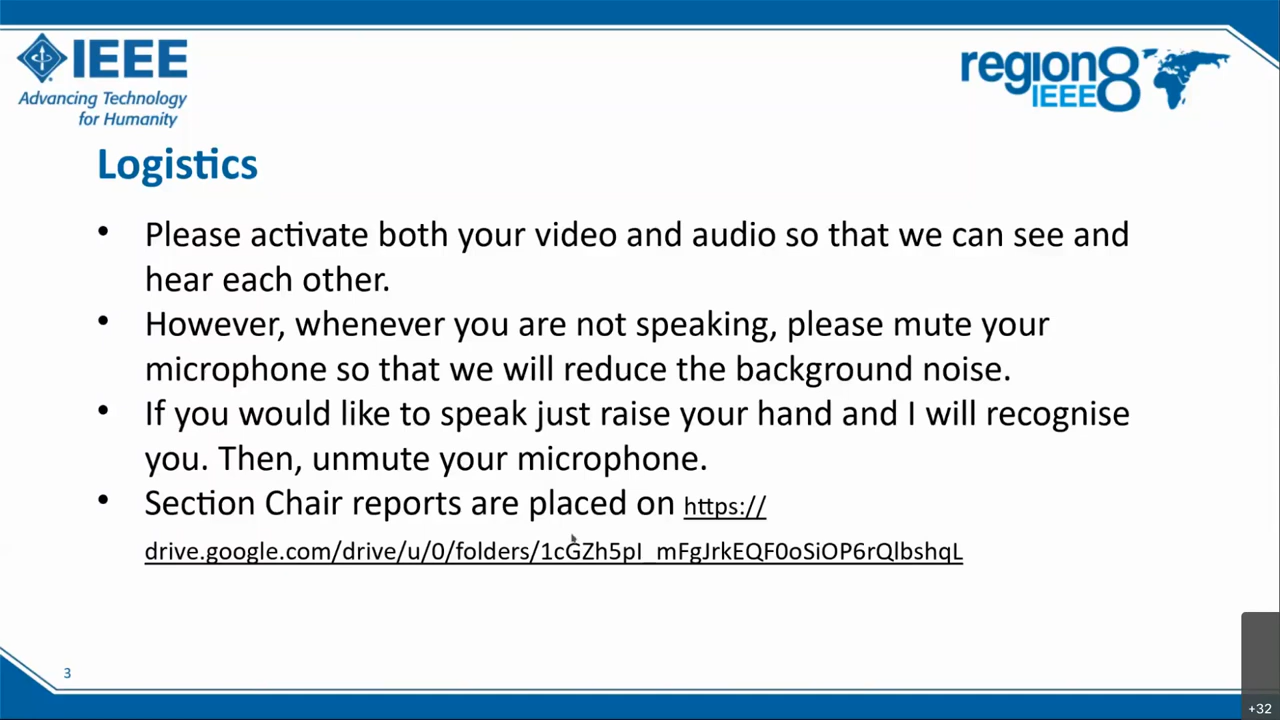 IEEE
Advancing Technology
for Humanity
region8
IEEE
Logistics
• Please activate both your video and audio so that we can see and
hear each other.
• However, whenever you are not speaking, please mute your
microphone so that we will reduce the background noise.
• If you would like to speak just raise your hand and I will recognise
you. Then, unmute your microphone.
• Section Chair reports are placed on https://
drive.google.com/drive/u/0/folders/1cGZh5pI_mFgJrkEQF0oSiOP6rQlbshqL
3
+32